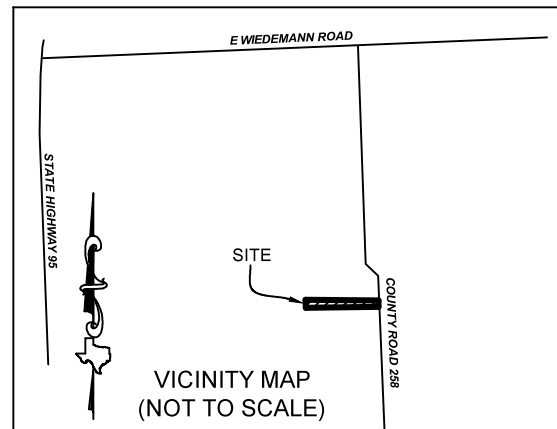 E WIEDEMANN ROAD
STATE HIGHWAY 95
SITE
COUNTY ROAD 258
VICINITY MAP
(NOT TO SCALE)